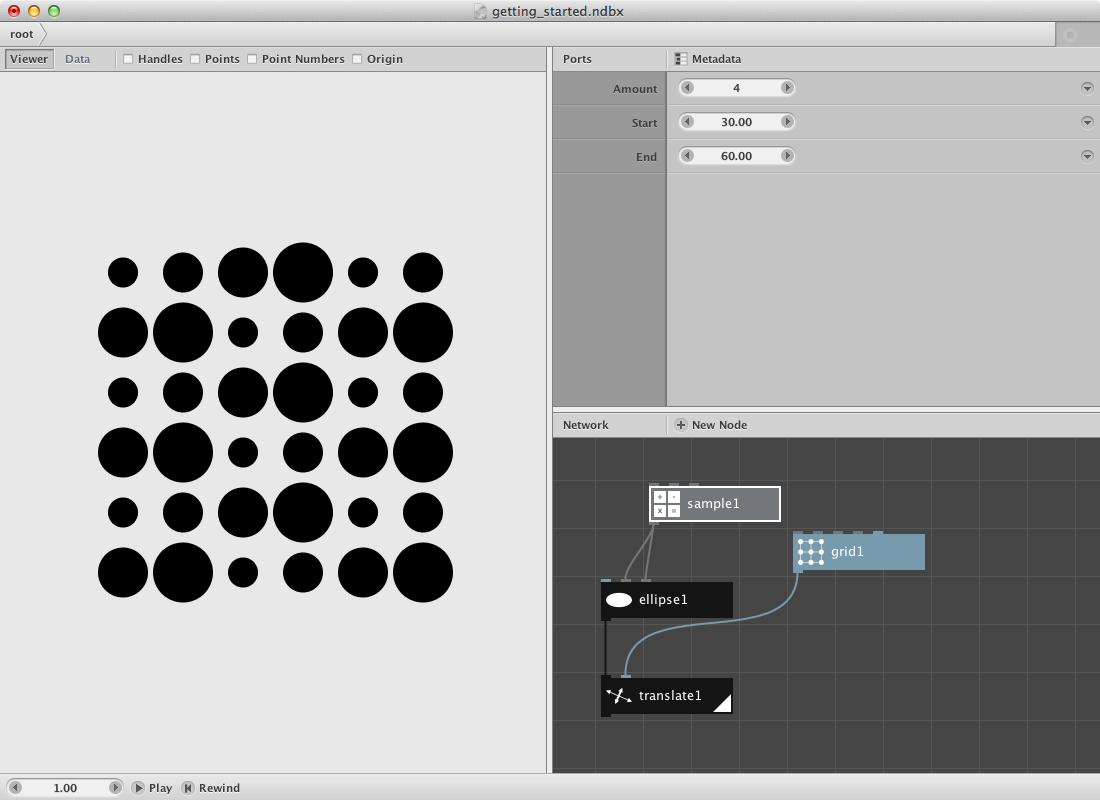 getting_started.ndbx
root
Viewer Data Handles Points Point Numbers Origin
Ports Metadata
Amount 4
Start 30.00
End 60.00
Network New Node
sample1
grid1
ellipse1
translate1
1.00 Play Rewind